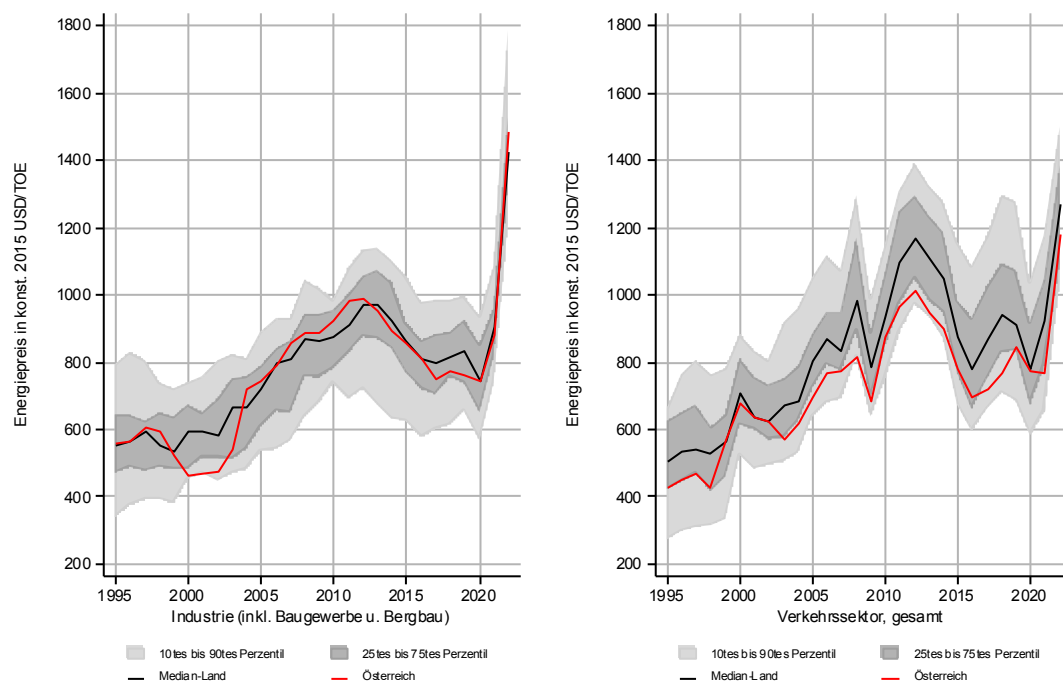 Energiepreis in konst. 2015 USD/TOE
1800
1600
1400
1200
1000
800
600
400
200
1995 2000 2005 2010 2015 2020
Industrie (inkl. Baugewerbe u. Bergbau)
10tes bis 90tes Perzentil
25tes bis 75tes Perzentil
Median-Land
Österreich
Energiepreis in konst. 2015 USD/TOE
1800
1600
1400
1200
1000
800
600
400
200
1995 2000 2005 2010 2015 2020
Verkehrssektor, gesamt
10tes bis 90tes Perzentil
25tes bis 75tes Perzentil
Median-Land
Österreich